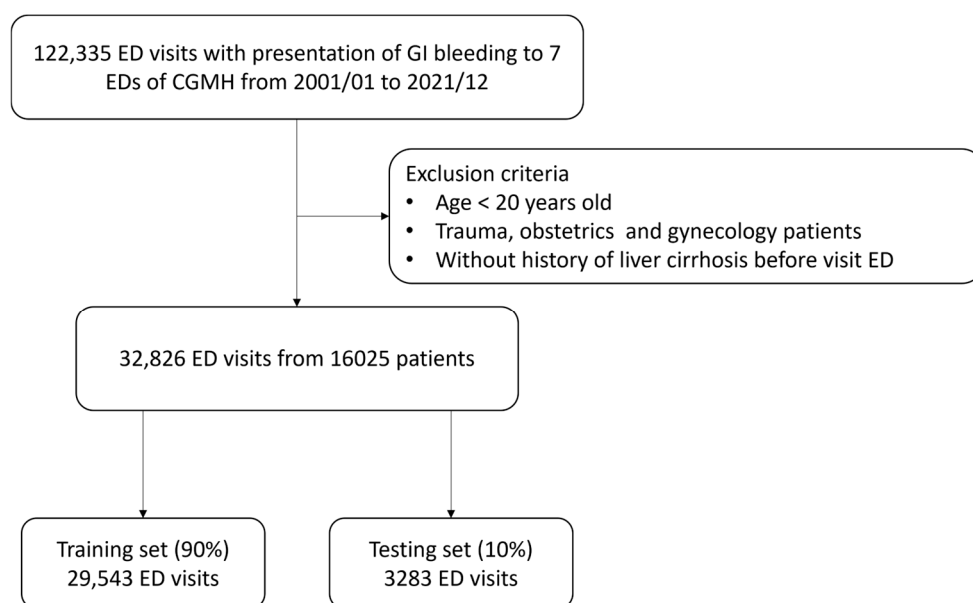 122,335 ED visits with presentation of GI bleeding to 7
EDs of CGMH from 2001/01 to 2021/12
Exclusion criteria
• Age < 20 years old
• Trauma, obstetrics and gynecology patients
• Without history of liver cirrhosis before visit ED
32,826 ED visits from 16025 patients
Training set (90%)
29,543 ED visits
Testing set (10%)
3283 ED visits